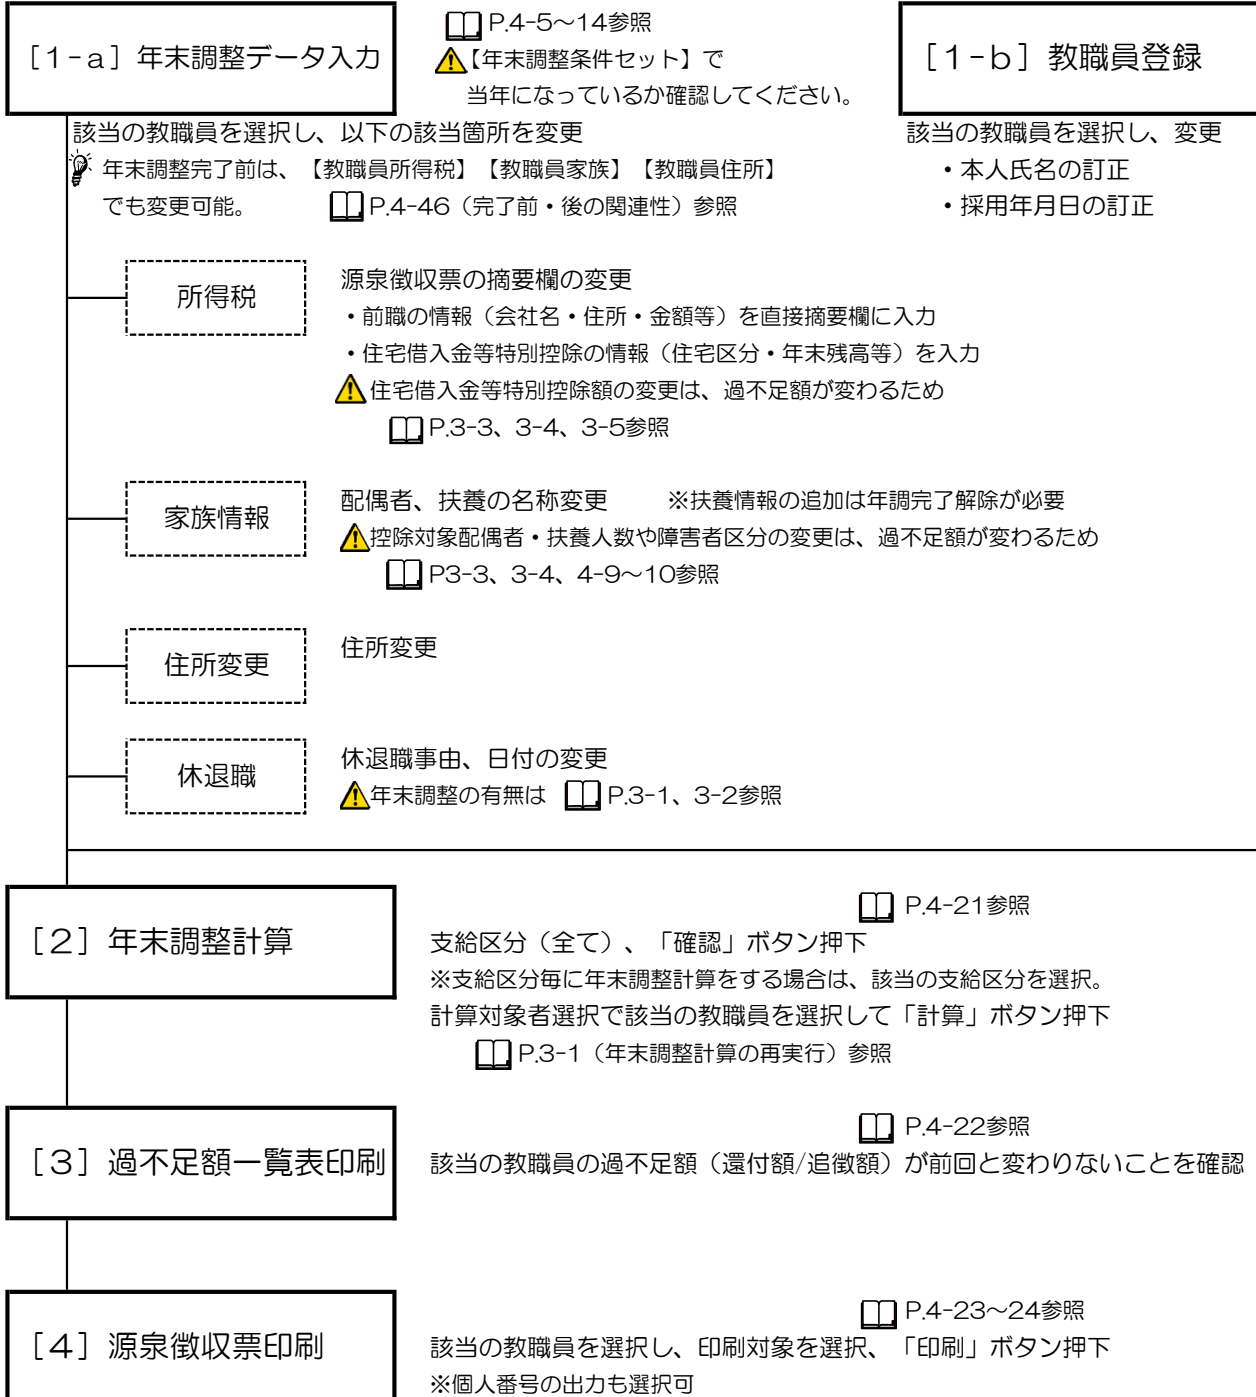 [1-a] 年末調整データ入力
P.4-5～14参照
【年末調整条件セット】で
当年になっているか確認してください。
[1-b] 教職員登録
該当の教職員を選択し、以下の該当箇所を変更
年末調整完了前は、【教職員所得税】【教職員家族】【教職員住所】
でも変更可能。 P.4-46（完了前・後の関連性）参照
該当の教職員を選択し、変更
・本人氏名の訂正
・採用年月日の訂正
所得税
源泉徴収票の摘要欄の変更
・前職の情報（会社名・住所・金額等）を直接摘要欄に入力
・住宅借入金等特別控除の情報（住宅区分・年末残高等）を入力
住宅借入金等特別控除額の変更は、過不足額が変わるため
P.3-3、3-4、3-5参照
家族情報
配偶者、扶養の名称変更 ※扶養情報の追加は年調完了解除が必要
控除対象配偶者・扶養人数や障害者区分の変更は、過不足額が変わるため
P3-3、3-4、4-9～10参照
住所変更
住所変更
休退職
休退職事由、日付の変更
年末調整の有無は P.3-1、3-2参照
[2] 年末調整計算
P.4-21参照
支給区分（全て）、「確認」ボタン押下
※支給区分毎に年末調整計算をする場合は、該当の支給区分を選択。
計算対象者選択で該当の教職員を選択して「計算」ボタン押下
P.3-1（年末調整計算の再実行）参照
[3] 過不足額一覧表印刷
P.4-22参照
該当の教職員の過不足額（還付額/追徴額）が前回と変わりないことを確認
[4] 源泉徴収票印刷
P.4-23～24参照
該当の教職員を選択し、印刷対象を選択、「印刷」ボタン押下
※個人番号の出力も選択可